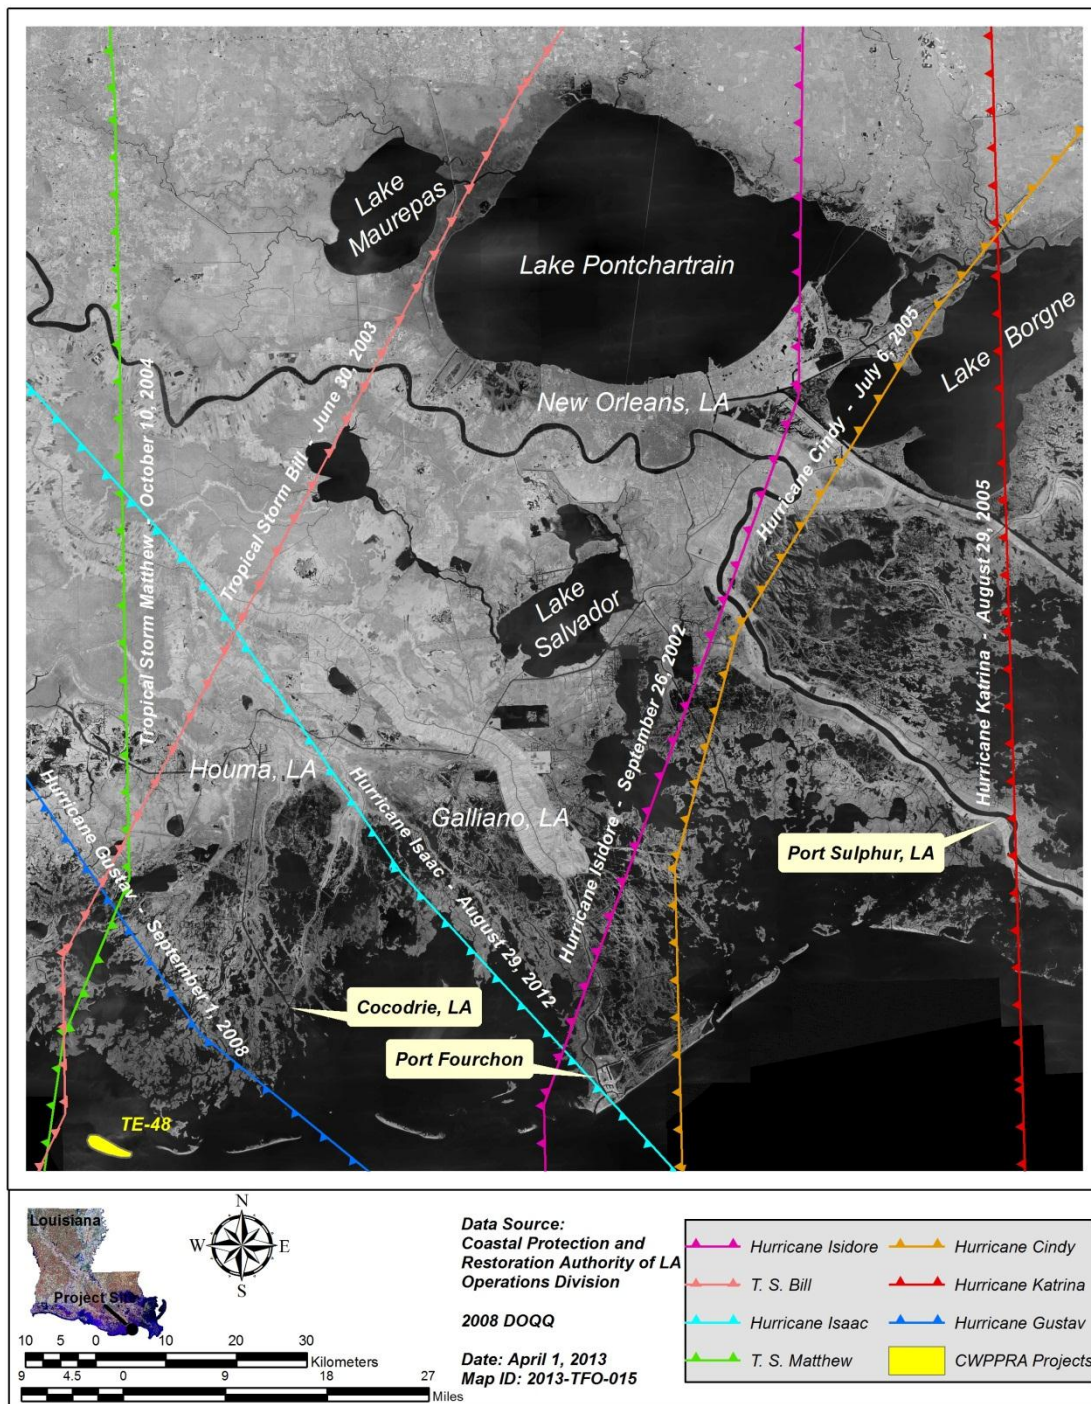 Lake
Maurepas
Lake Pontchartrain
Lake Borgne
New Orleans, LA
Tropical Storm Matthew - October 10, 2004
Tropical Storm Bill - June 30, 2003
Hurricane Cindy - July 6, 2005
Hurricane Katrina - August 29, 2005
Lake
Salvador
Hurricane Isidore - September 26, 2002
Houma, LA
Hurricane Gustav - September 1, 2008
Hurricane Isaac - August 29, 2012
Galliano, LA
Port Sulphur, LA
Cocodrie, LA
Port Fourchon
TE-48
Louisiana
Project Site
N
W E
S
10 5 0 10 20 30
Kilometers
9 4.5 0 9 18 27
Miles
Data Source:
Coastal Protection and
Restoration Authority of LA
Operations Division
2008 DOQQ
Date: April 1, 2013
Map ID: 2013-TFO-015
Hurricane Isidore
T. S. Bill
Hurricane Isaac
T. S. Matthew
Hurricane Cindy
Hurricane Katrina
Hurricane Gustav
CWPPRA Projects